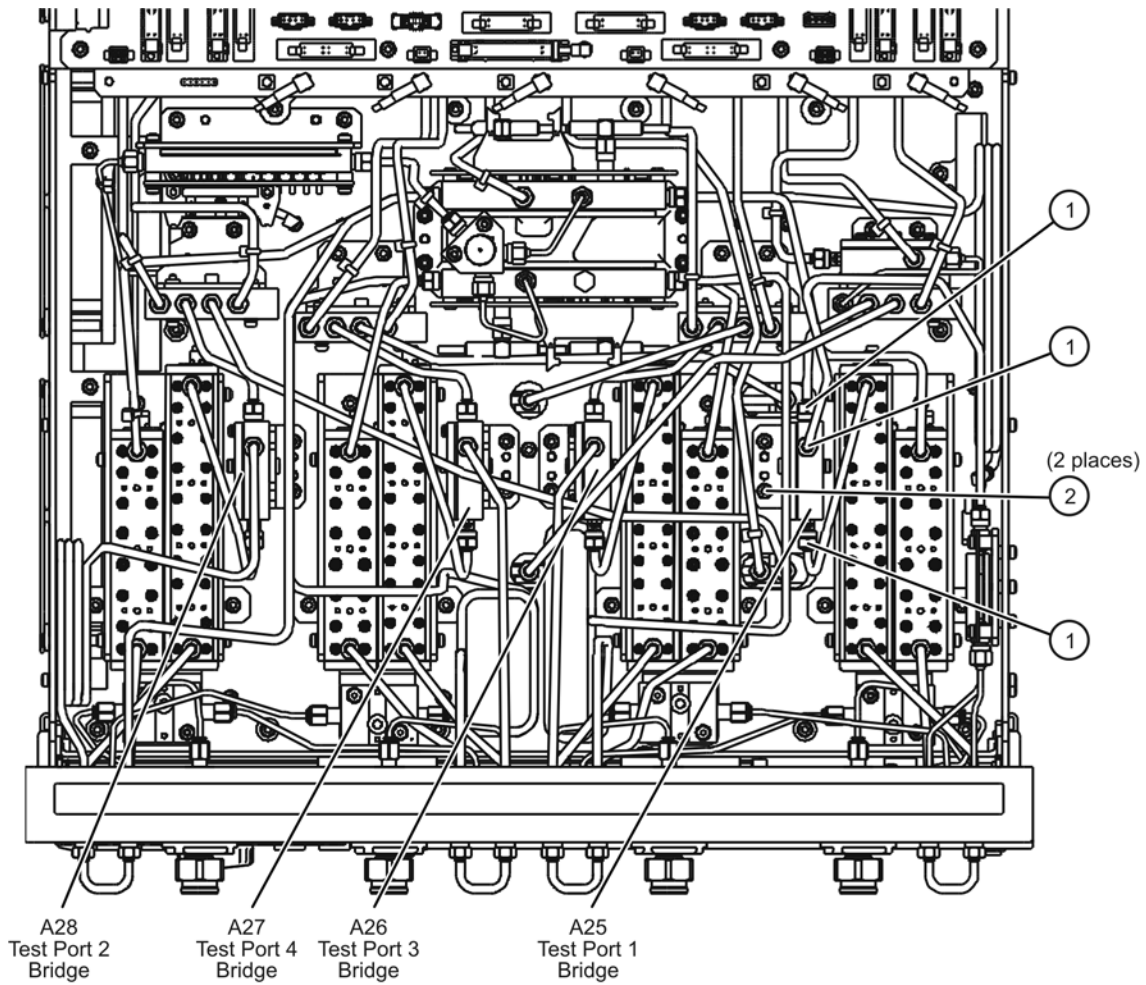 1
1
(2 places)
2
1
A28
Test Port 2
Bridge
A27
Test Port 4
Bridge
A26
Test Port 3
Bridge
A25
Test Port 1
Bridge